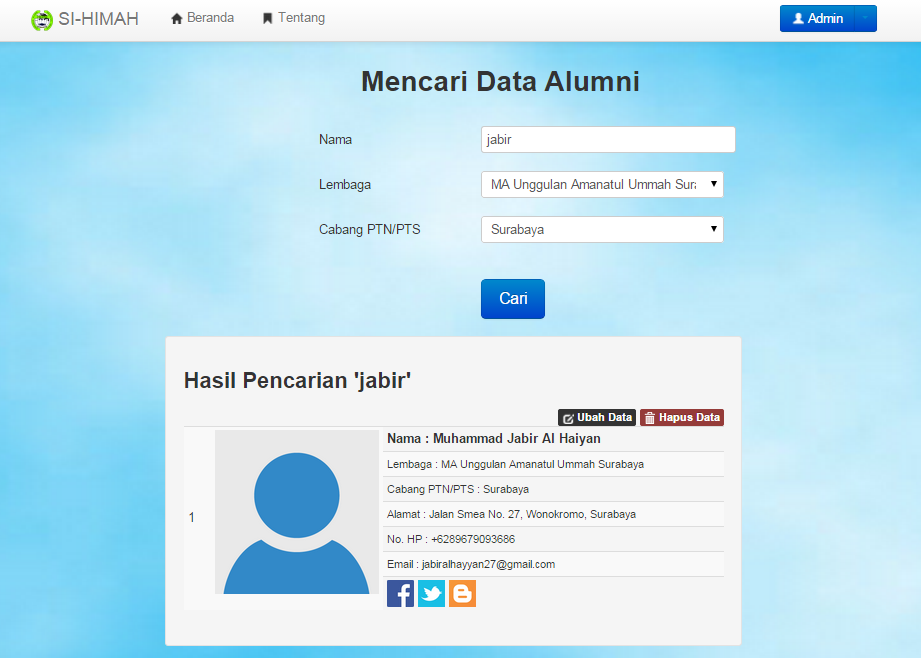 SI-HIMAH Beranda Tentang Admin
Mencari Data Alumni
Nama jabir
Lembaga MA Unggulan Amanatul Ummah Sura
Cabang PTN/PTS Surabaya
Cari
Hasil Pencarian 'jabir'
Ubah Data Hapus Data
1
Nama : Muhammad Jabir Al Haiyan
Lembaga : MA Unggulan Amanatul Ummah Surabaya
Cabang PTN/PTS : Surabaya
Alamat : Jalan Smea No. 27, Wonokromo, Surabaya
No. HP : +6289679093686
Email : jabiralhayyan27@gmail.com